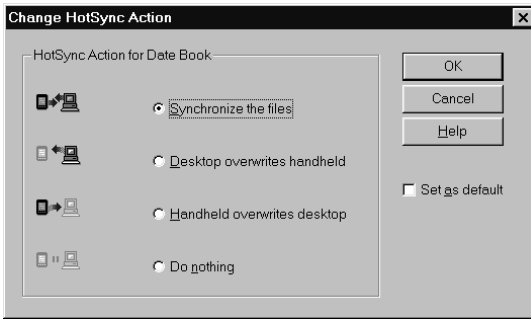 Change HotSync Action
HotSync Action for Date Book
Synchronize the files
Desktop overwrites handheld
Handheld overwrites desktop
Do nothing
OK
Cancel
Help
Set as default